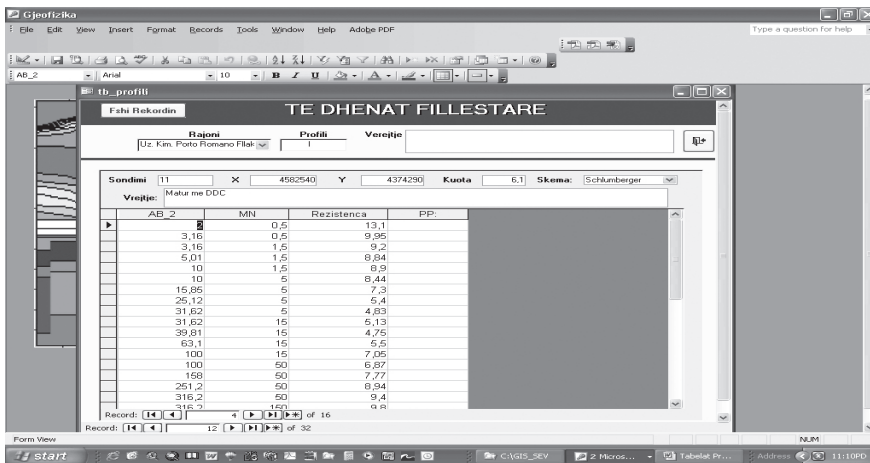 Gjeofizika
File Edit View Insert Format Records Tools Window Help Adobe PDF Type a question for help
AB_2 Arial 10 B I U A
tb_profili
Fshi Rekordin TE DHENAT FILLESTARE
Rajoni Profili Verejtje
Uz. Kim. Porto Romano Fllak I
Sondimi 11 X 4582540 Y 4374290 Kuota 6,1 Skema: Schlumberger
Vrejtje: Matur me DDC
AB_2 MN Rezistenca PP:
2 0,5 13,1
3,16 0,5 9,95
3,16 1,5 9,2
5,01 1,5 8,84
10 1,5 8,9
10 5 8,44
15,85 5 7,3
25,12 5 5,4
31,62 5 4,83
31,62 15 5,13
39,81 15 4,75
63,1 15 5,5
100 15 7,05
100 50 6,87
158 50 7,77
251,2 50 8,94
316,2 50 9,4
316,2 150 9,8
Record: 4 of 16
Record: 12 of 32
Form View NUM
start C:\GIS_SEV 2 Micros... Tabelat Pr... Address 11:10PD